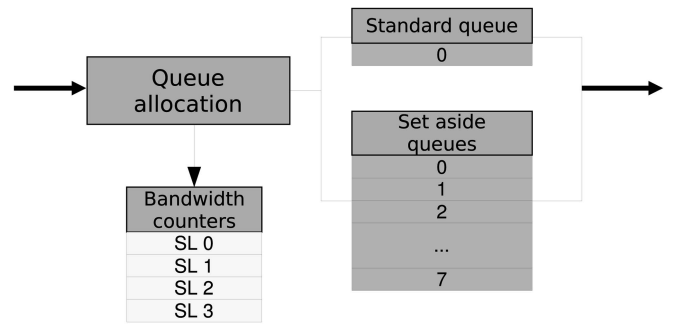 Standard queue
0
Queue
allocation
Set aside
queues
0
1
2
...
7
Bandwidth
counters
SL 0
SL 1
SL 2
SL 3